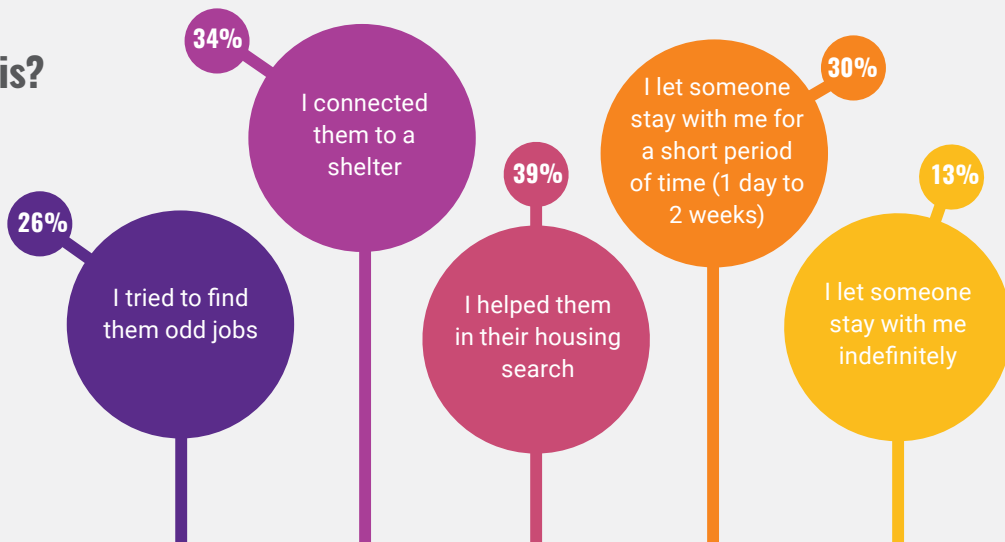 is?
34%
I connected
them to a
shelter
30%
I let someone
stay with me for
a short period
of time (1 day to
2 weeks)
39%
I helped them
in their housing
search
13%
I let someone
stay with me
indefinitely
26%
I tried to find
them odd jobs